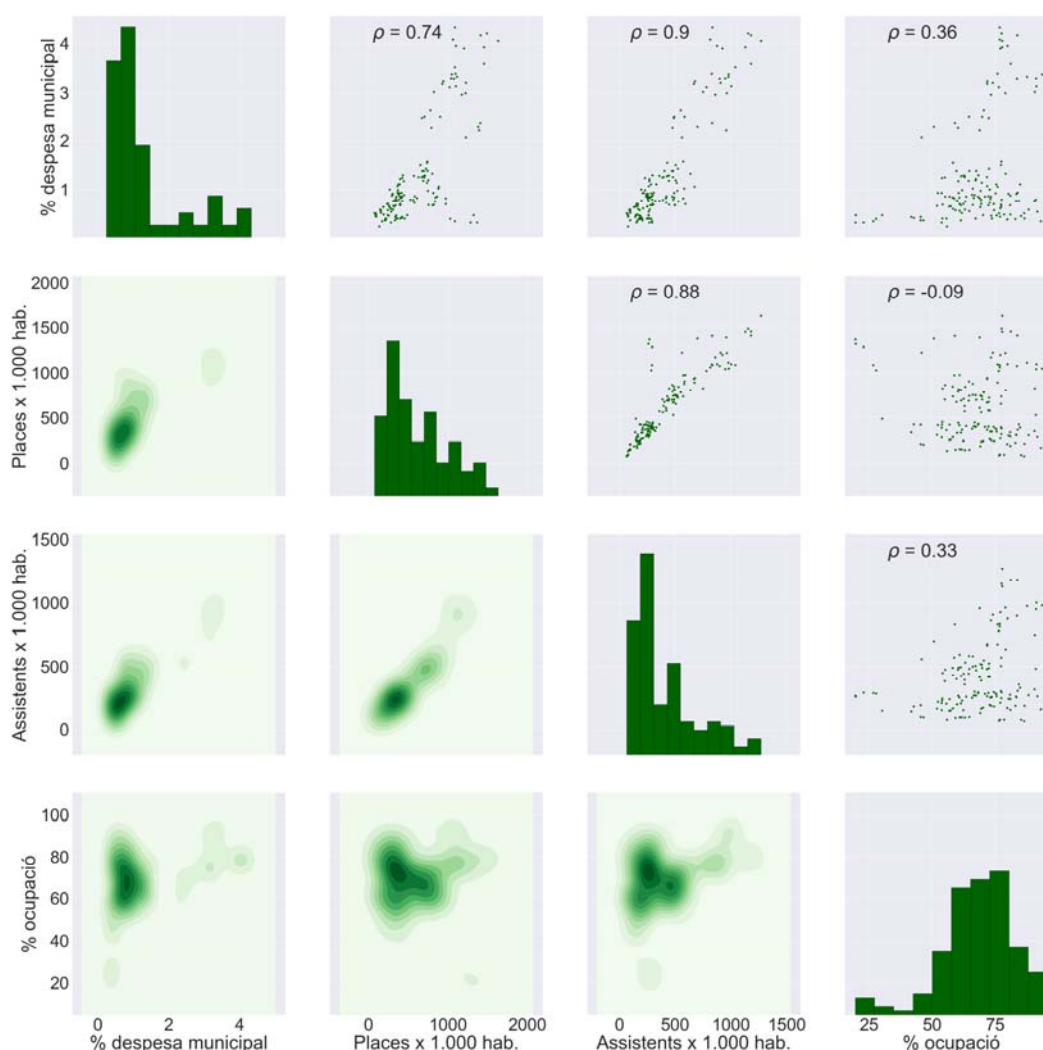 ρ = 0.74
ρ = 0.9
ρ = 0.36
% despesa municipal
4
3
2
1
ρ = 0.88
ρ = -0.09
Places x 1.000 hab.
2000
1500
1000
500
0
ρ = 0.33
Assistents x 1.000 hab.
1500
1000
500
0
% ocupació
100
80
60
40
20
0 2 4
0 1000 2000
0 500 1000 1500
25 50 75
% despesa municipal
Places x 1.000 hab.
Assistents x 1.000 hab.
% ocupació